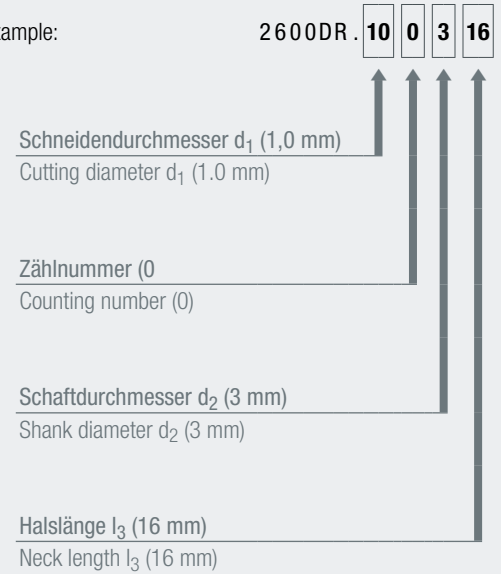 ample: 2600DR. 10 0 3 16
Schneidendurchmesser d₁ (1,0 mm)
Cutting diameter d₁ (1.0 mm)
Zählnummer (0
Counting number (0)
Schaftdurchmesser d₂ (3 mm)
Shank diameter d₂ (3 mm)
Halslänge l₃ (16 mm)
Neck length l₃ (16 mm)